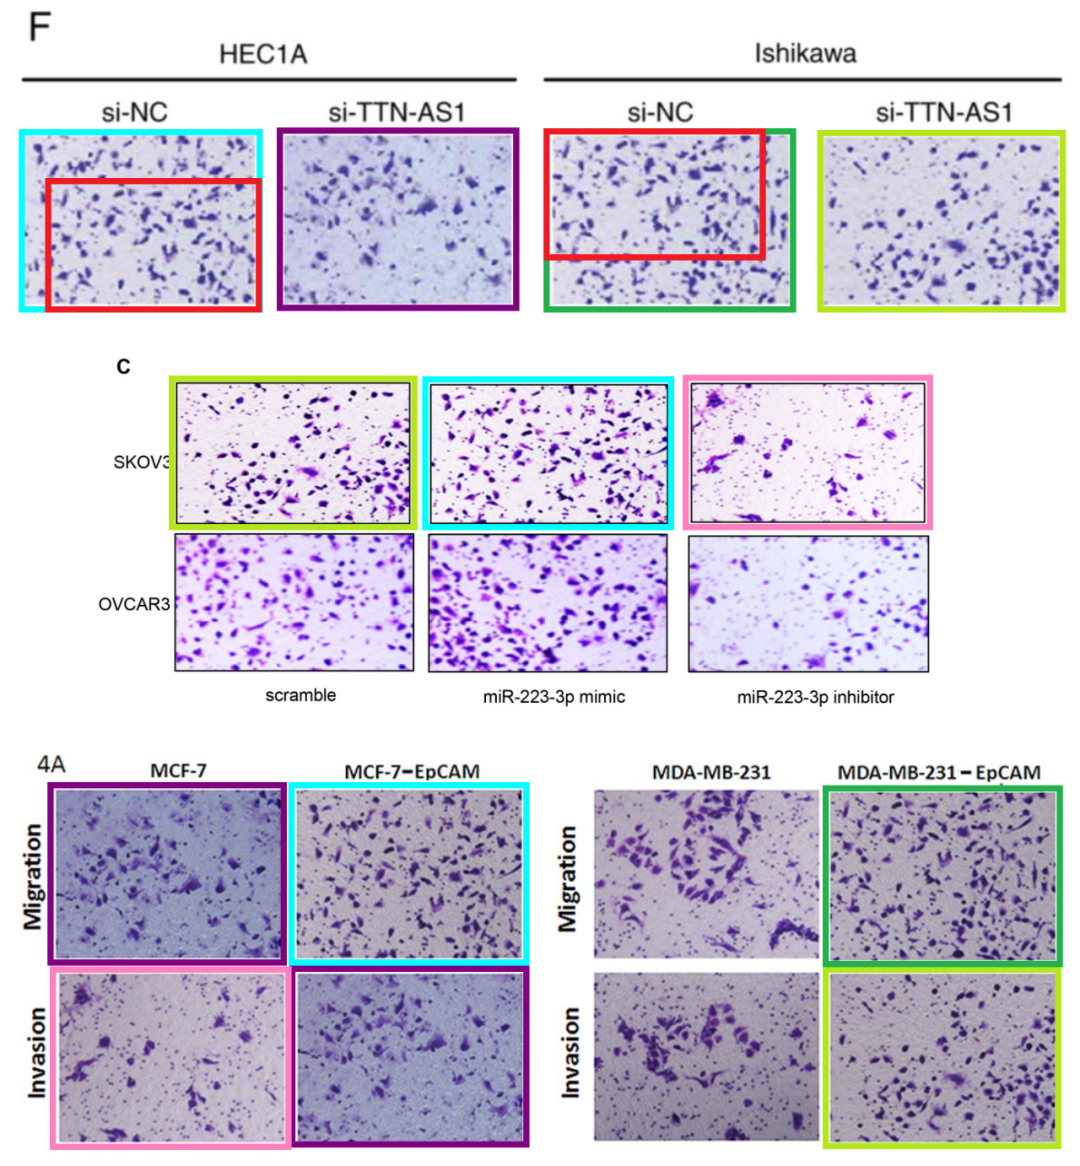 F
HEC1A Ishikawa
si-NC si-TTN-AS1 si-NC si-TTN-AS1
C
SKOV3
OVCAR3
scramble miR-223-3p mimic miR-223-3p inhibitor
4A MCF-7 MCF-7-EpCAM MDA-MB-231 MDA-MB-231-EpCAM
Migration Migration
Invasion Invasion